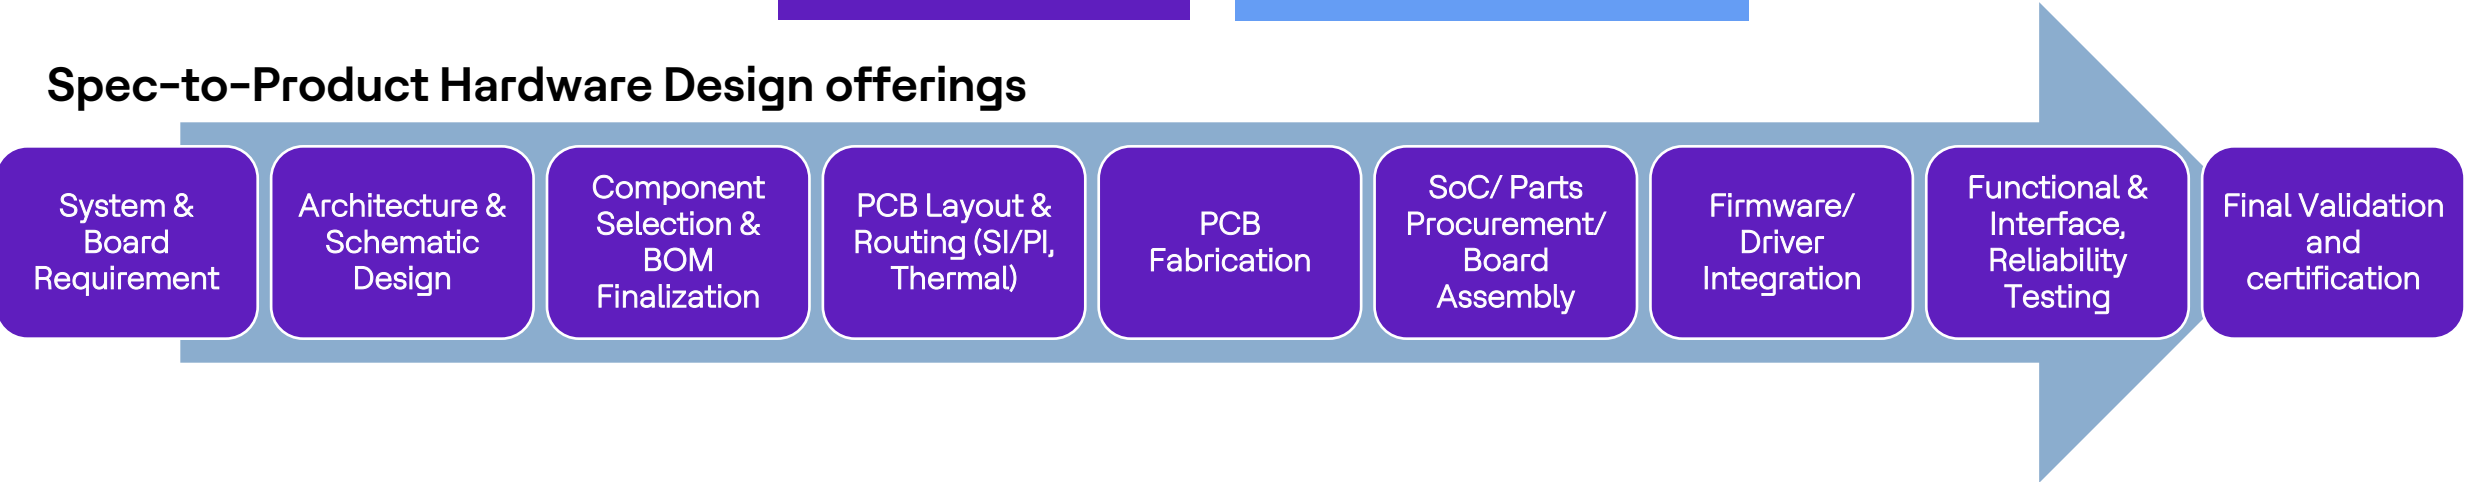 Spec-to-Product Hardware Design offerings
System &
Board
Requirement
Architecture &
Schematic
Design
Component
Selection &
BOM
Finalization
PCB Layout &
Routing (SI/PI,
Thermal)
PCB
Fabrication
SoC/ Parts
Procurement/
Board
Assembly
Firmware/
Driver
Integration
Functional &
Interface,
Reliability
Testing
Final Validation
and
certification